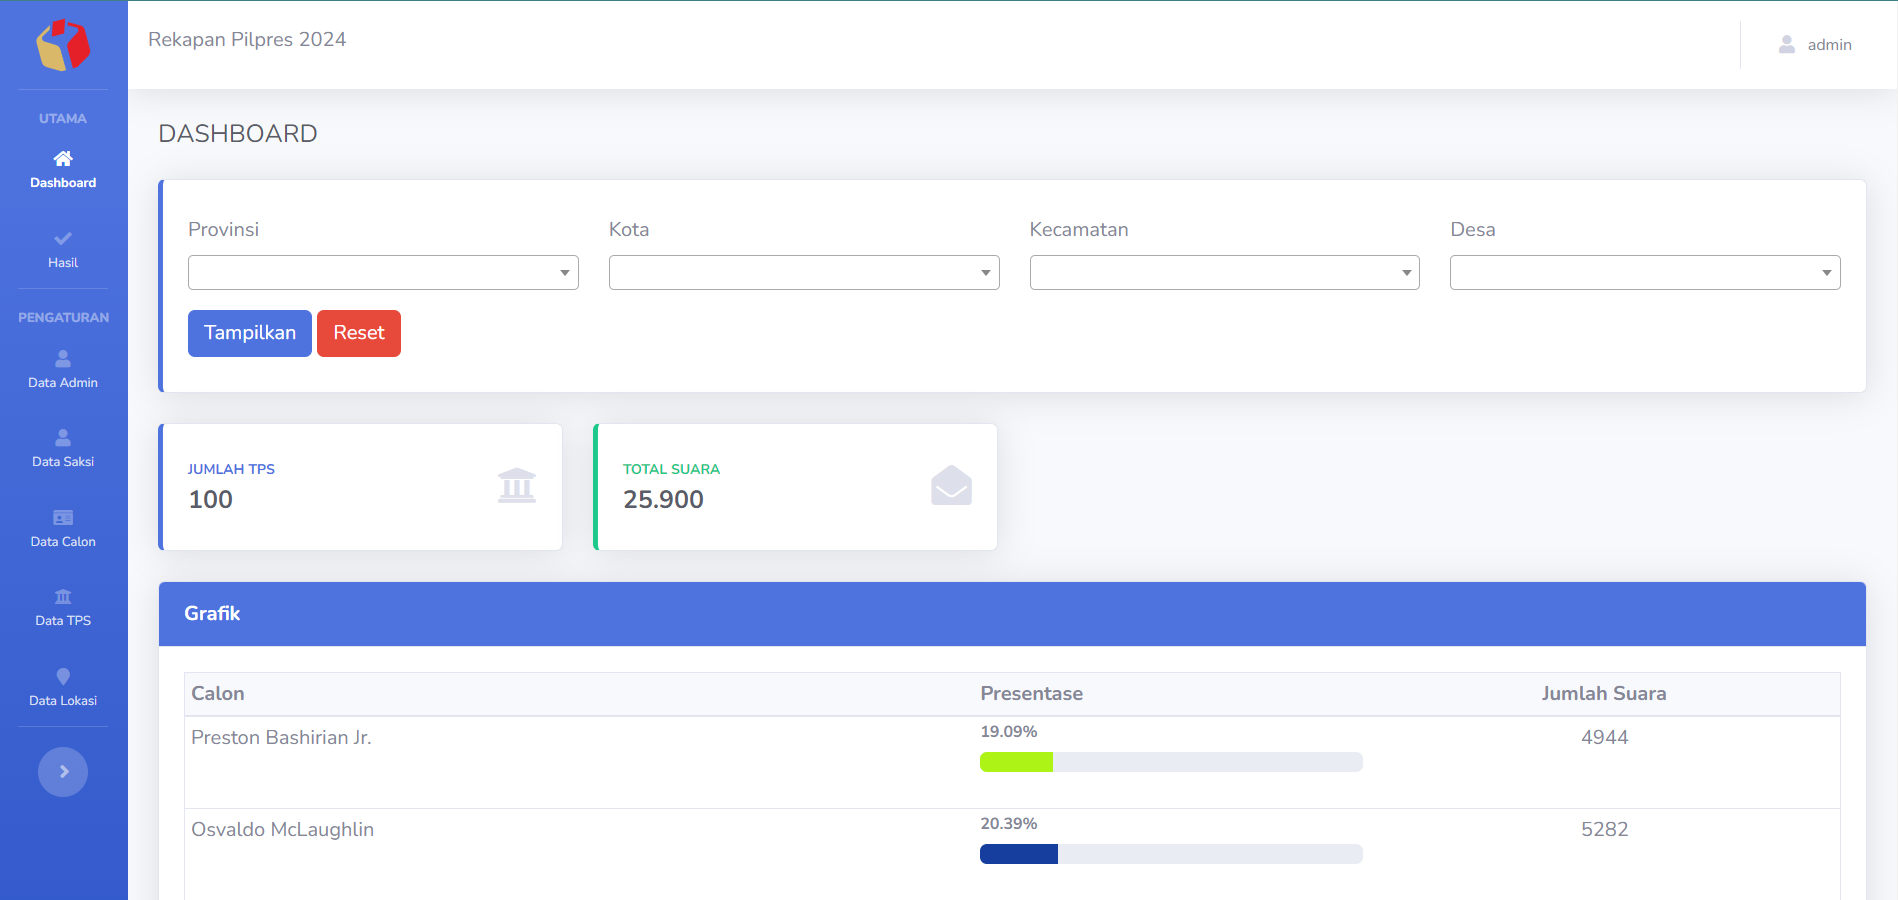 Rekapan Pilpres 2024
admin
UTAMA
Dashboard
Hasil
PENGATURAN
Data Admin
Data Saksi
Data Calon
Data TPS
Data Lokasi
DASHBOARD
Provinsi Kota Kecamatan Desa
Tampilkan Reset
JUMLAH TPS
100
TOTAL SUARA
25.900
Grafik
Calon Presentase Jumlah Suara
Preston Bashirian Jr. 19.09% 4944
Osvaldo McLaughlin 20.39% 5282